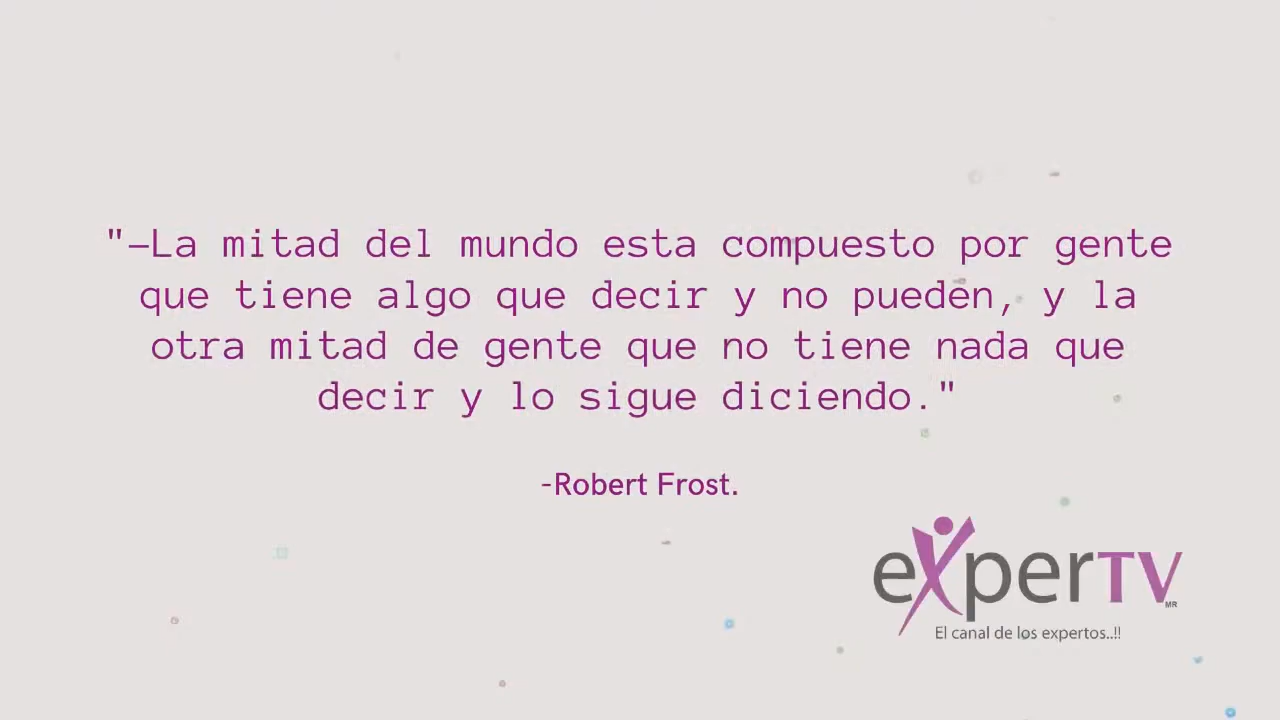 "-La mitad del mundo esta compuesto por gente
que tiene algo que decir y no pueden, y la
otra mitad de gente que no tiene nada que
decir y lo sigue diciendo."
-Robert Frost.
eXperTV
MR
El canal de los expertos..!!